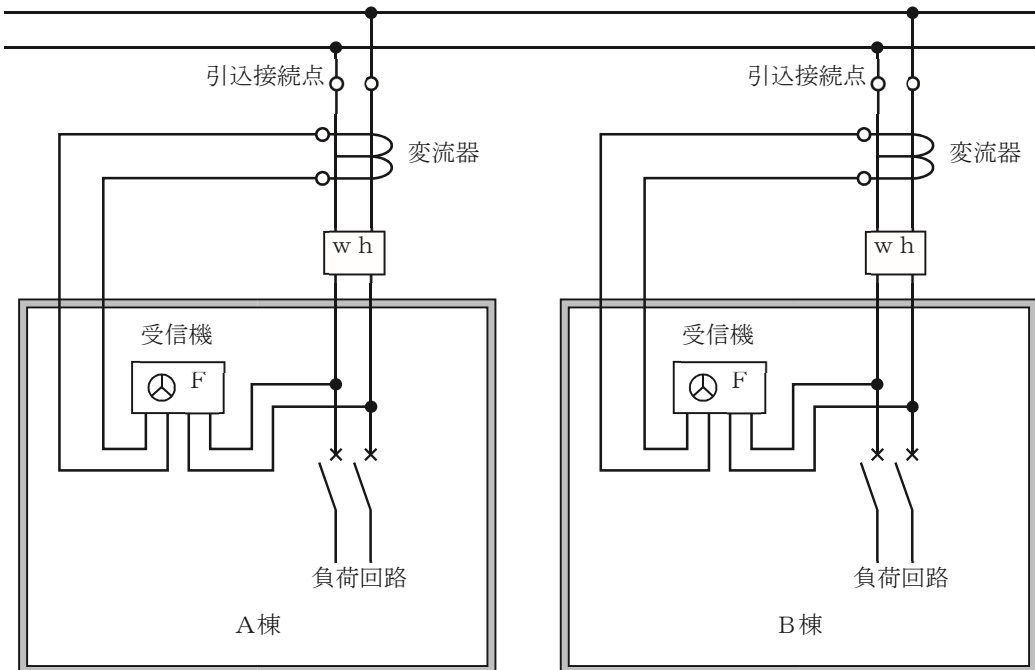 引込接続点
変流器
ｗｈ
受信機
Ｆ
負荷回路
Ａ棟
引込接続点
変流器
ｗｈ
受信機
Ｆ
負荷回路
Ｂ棟